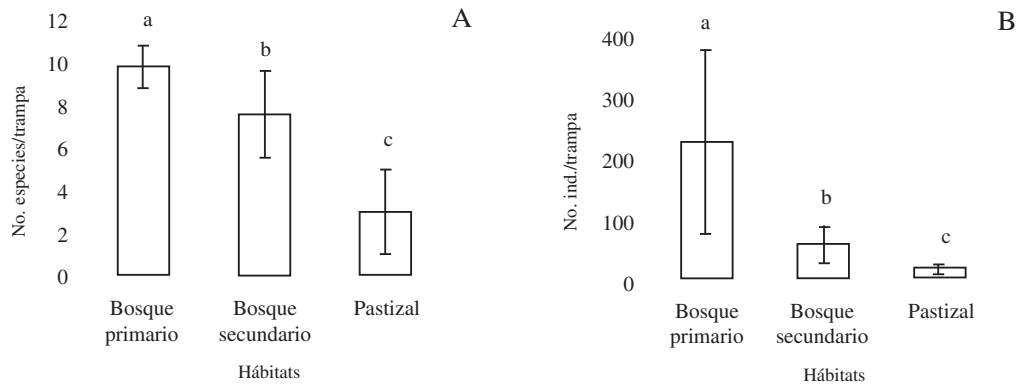 A
No. especies/trampa
12
10
8
6
4
2
0
a
b
c
Bosque
primario
Bosque
secundario
Pastizal
Hábitats
B
No. ind./trampa
400
300
200
100
0
a
b
c
Bosque
primario
Bosque
secundario
Pastizal
Hábitats